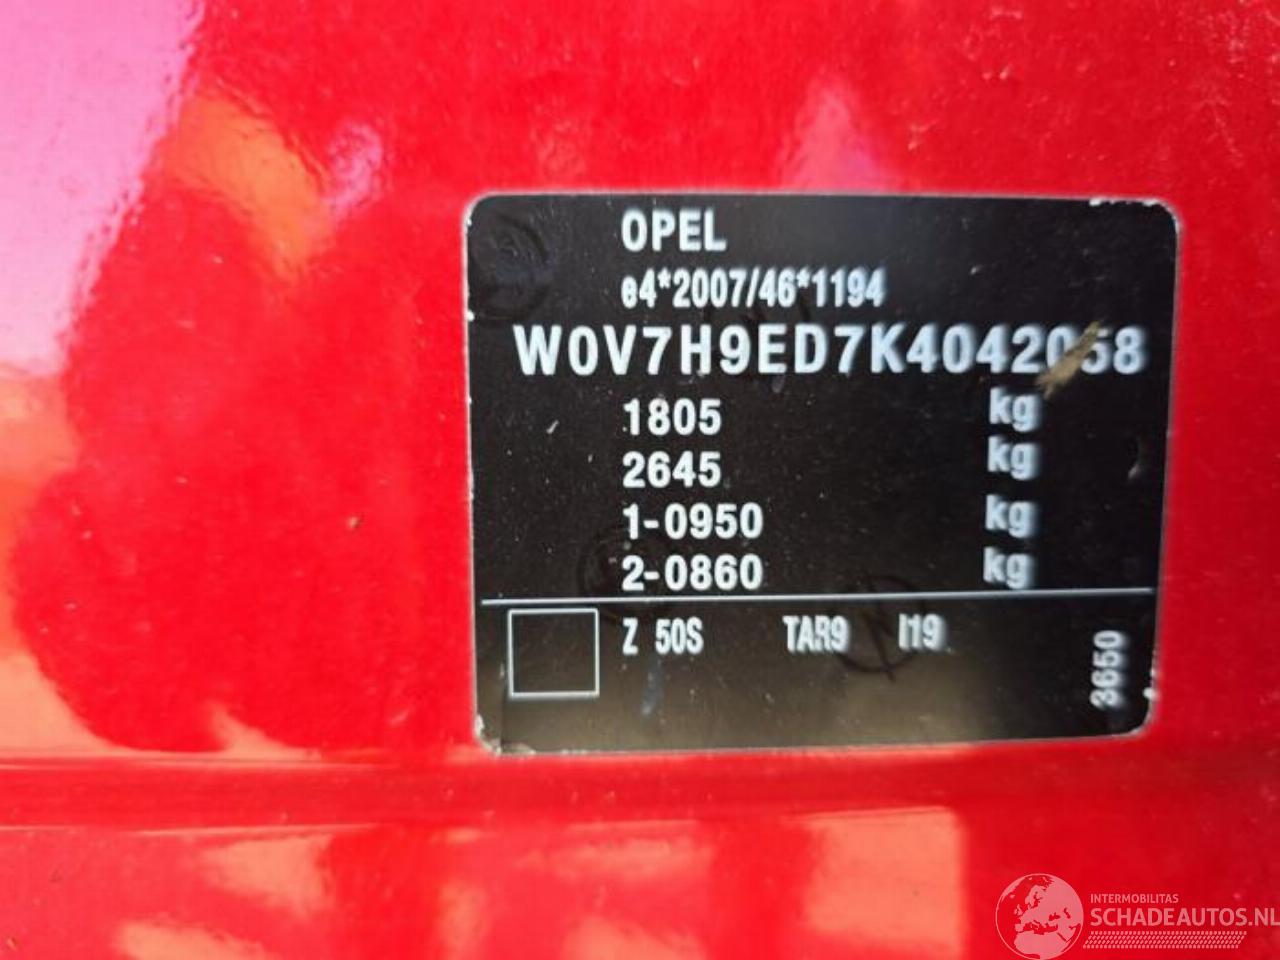 OPEL
e4*2007/46*1194
W0V7H9ED7K4042058
1805 kg
2645 kg
1-0950 kg
2-0860 kg
Z 50S TAR9 I19
3650
INTERMOBILITAS
SCHADEAUTOS.NL